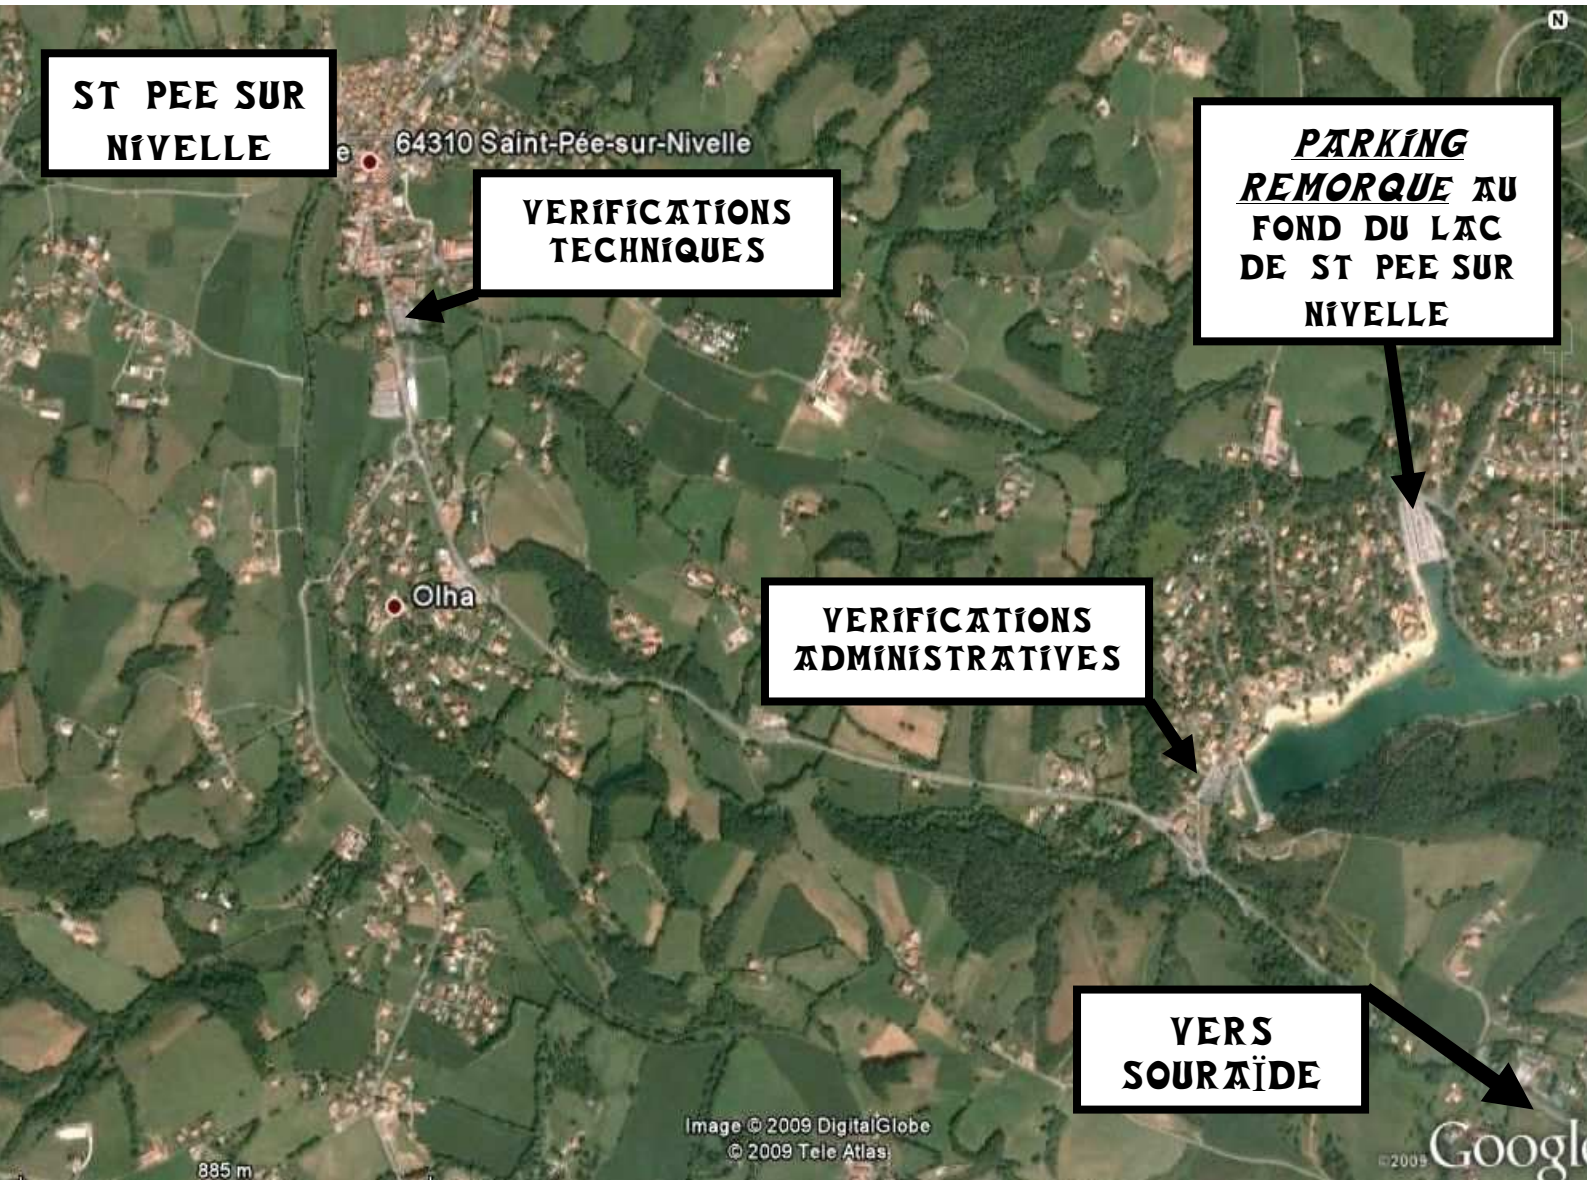 N
ST PEE SUR
NIVELLE
e
64310 Saint-Pée-sur-Nivelle
VERIFICATIONS
TECHNIQUES
PARKING
REMORQUE AU
FOND DU LAC
DE ST PEE SUR
NIVELLE
Olha
VERIFICATIONS
ADMINISTRATIVES
VERS
SOURAÏDE
Image © 2009 DigitalGlobe
© 2009 Tele Atlas
©2009 Google
885 m